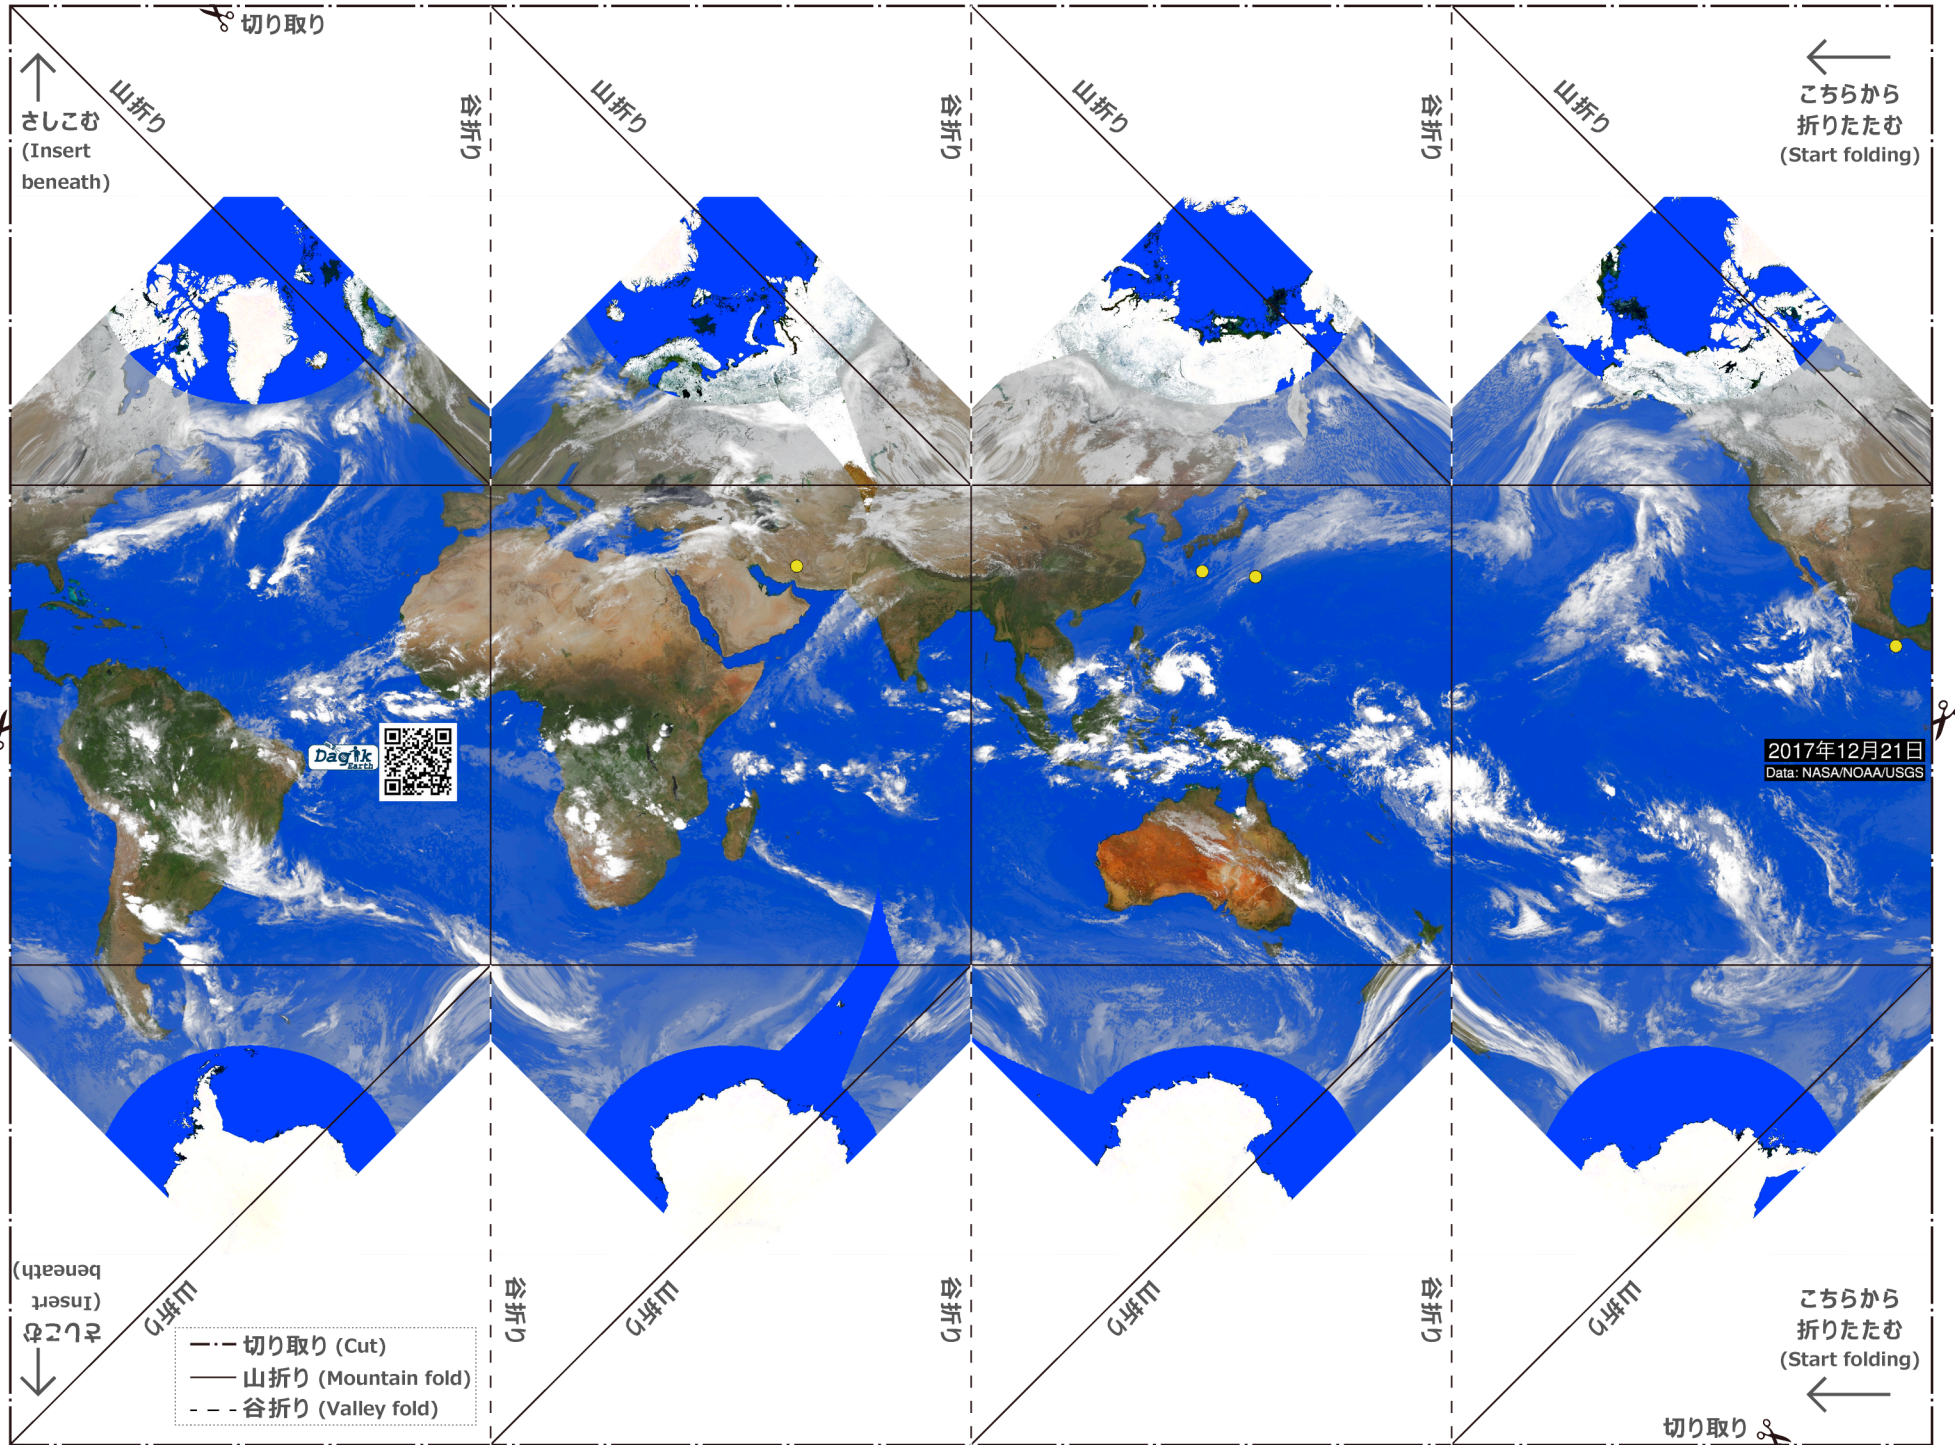 切り取り
さしこむ
(Insert
beneath)
山折り
谷折り
山折り
谷折り
山折り
谷折り
山折り
こちらから
折りたたむ
(Start folding)
Dagik
Earth
2017年12月21日
Data: NASA/NOAA/USGS
さしこむ
(Insert
beneath)
山折り
谷折り
山折り
谷折り
山折り
谷折り
山折り
こちらから
折りたたむ
(Start folding)
切り取り (Cut)
山折り (Mountain fold)
谷折り (Valley fold)
切り取り